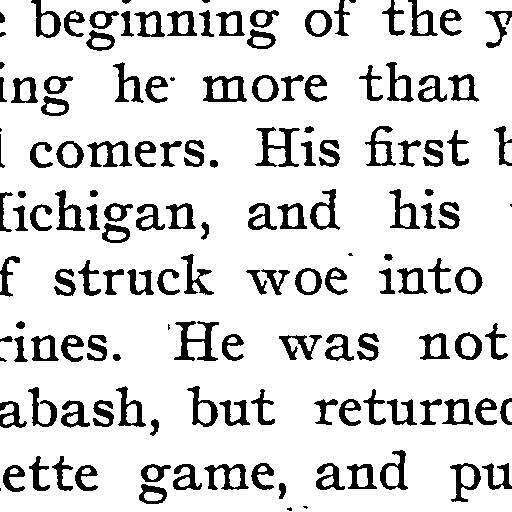 beginning of the y
ing he more than
comers. His first b
Michigan, and his
f struck woe into
rines. He was not
abash, but returned
ette game, and pu